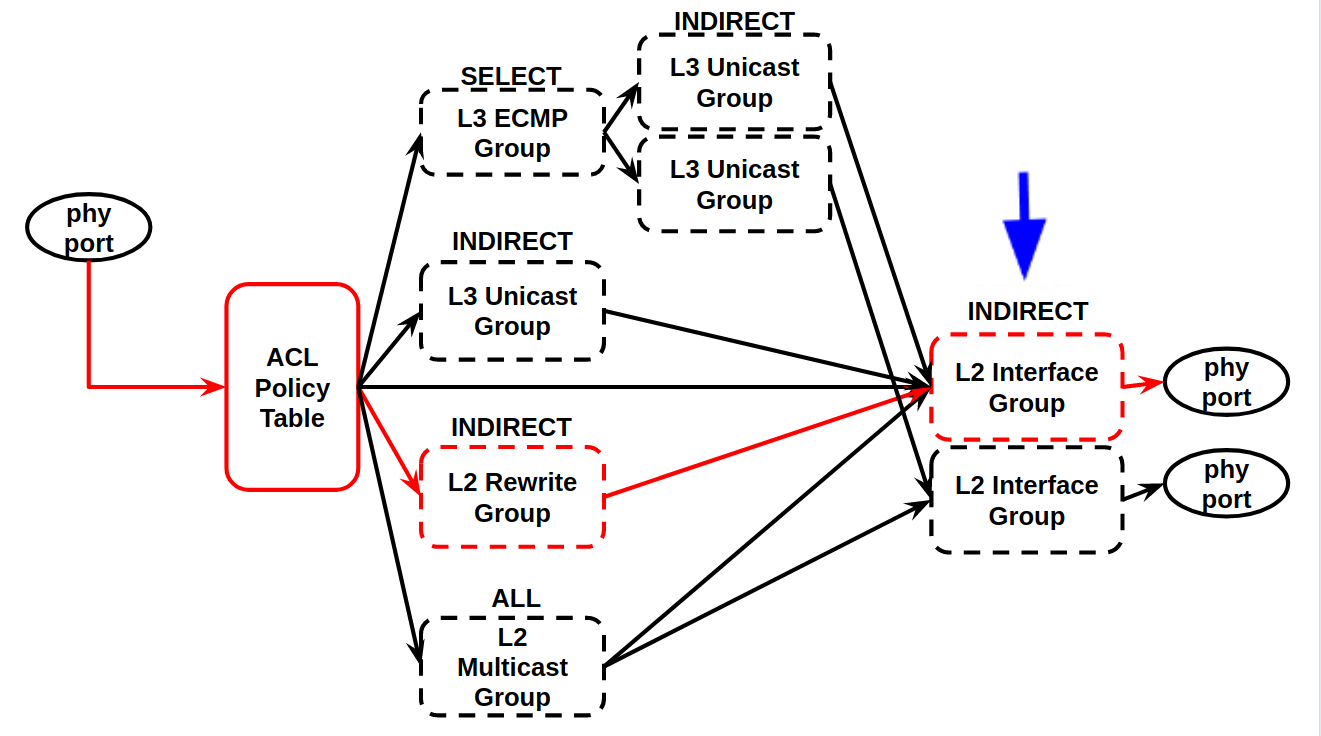 INDIRECT
SELECT
L3 Unicast
Group
L3 ECMP
Group
L3 Unicast
Group
phy
port
INDIRECT
L3 Unicast
Group
ACL
Policy
Table
INDIRECT
L2 Rewrite
Group
ALL
L2
Multicast
Group
INDIRECT
L2 Interface
Group
phy
port
L2 Interface
Group
phy
port